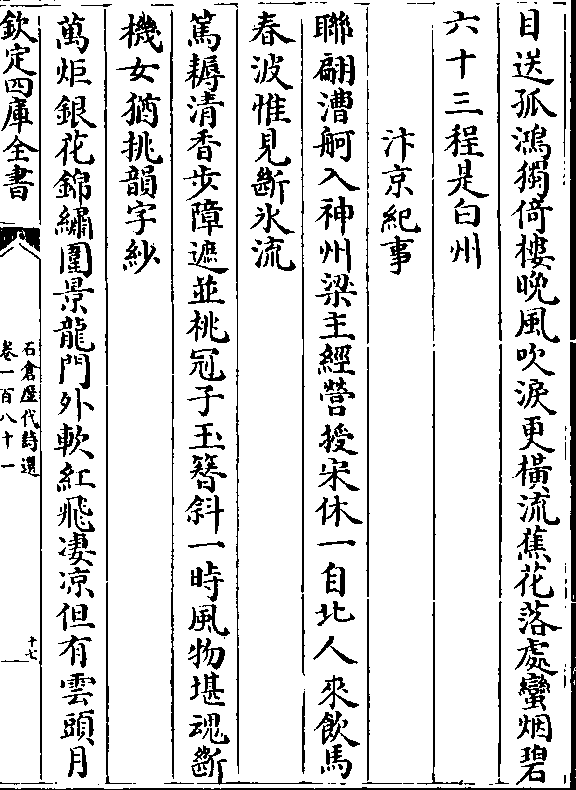 目送孤鴻獨倚樓晚風吹淚更横流蕉花落處蠻烟碧
六十三程是白州
汴京紀事
聯翩漕舸入神州梁主經營授宋休一自北人來飲馬
春波惟見斷氷流
篤耨清香步障遮並桃冠子玉簪斜一時風物堪魂斷
機女猶挑韻字紗
萬炬銀花錦繡圍景龍門外軟紅飛凄凉但有雲頭月
欽定四庫全書
石倉歴代詩選
卷一百八十一
十七